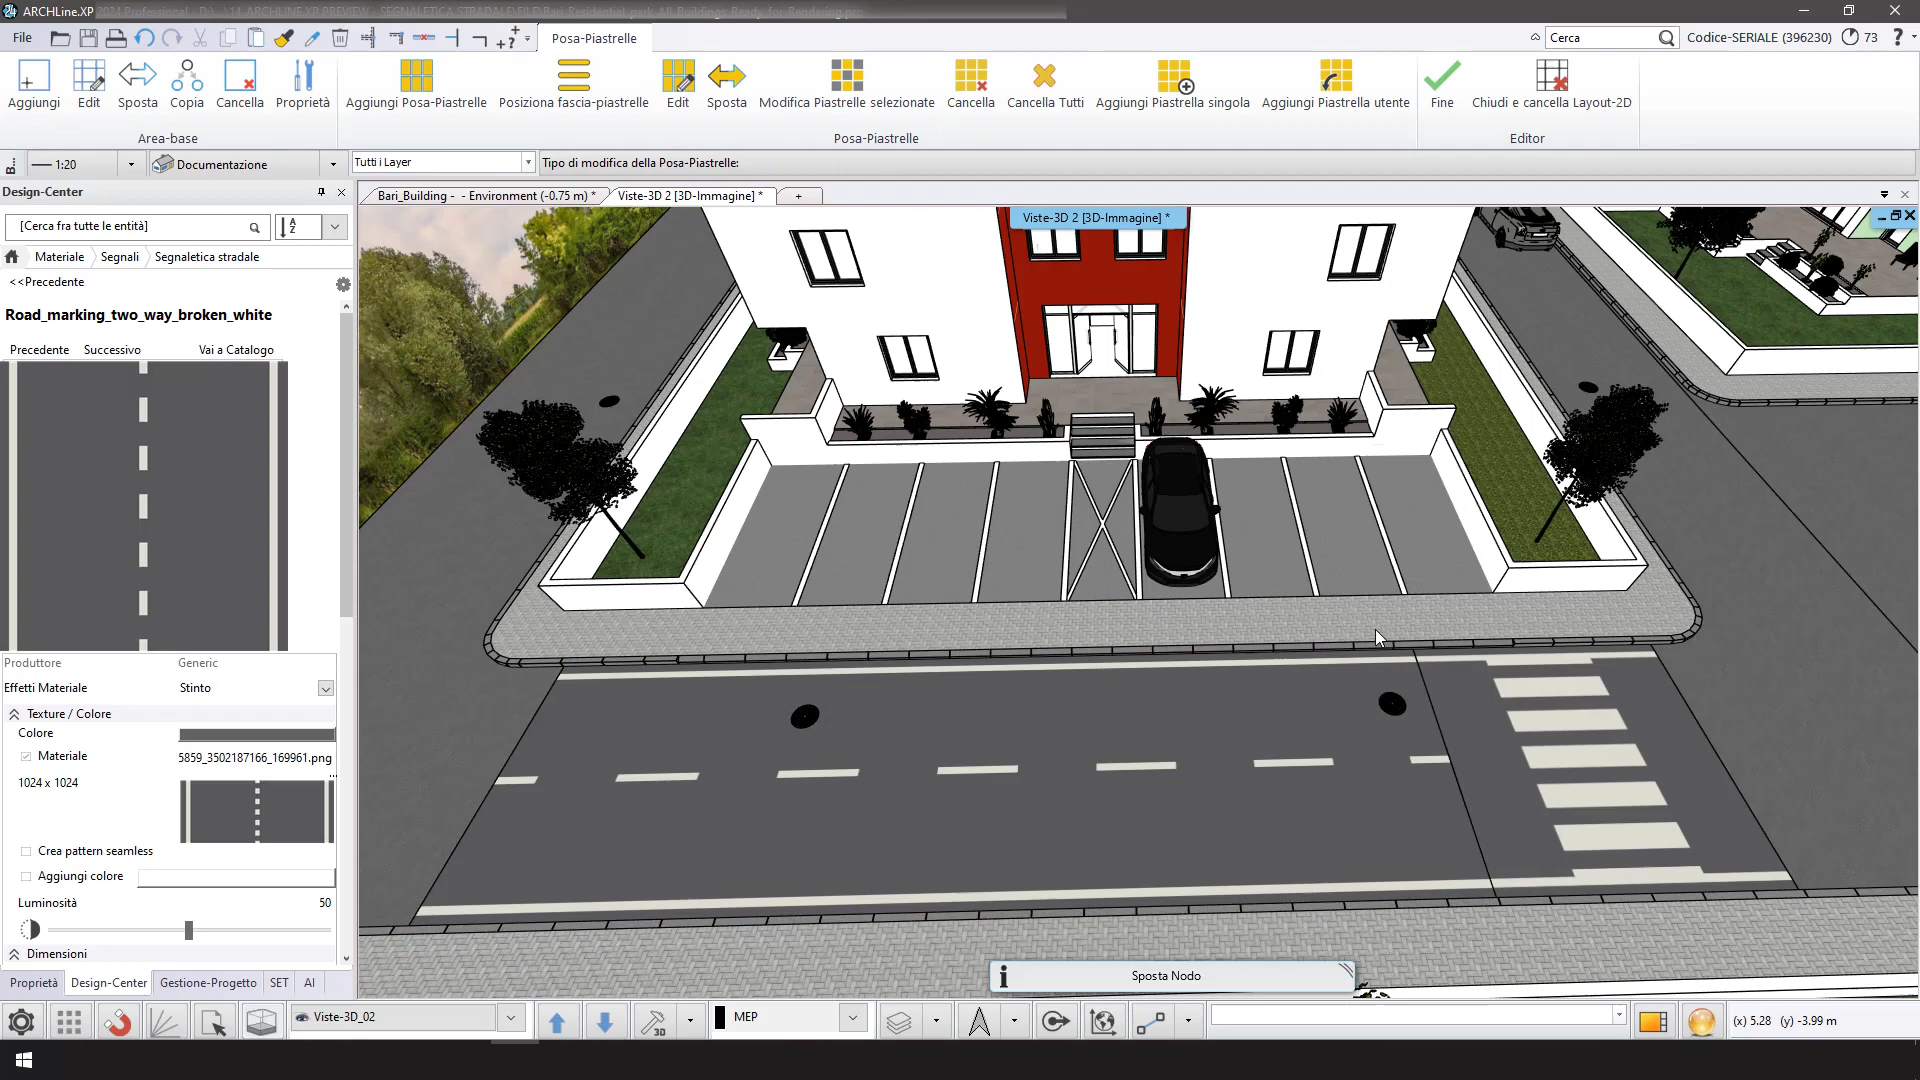 ARCHLine.XP 2024 Professional
File
Posa-Piastrelle
Cerca
Codice-SERIALE (396230)
73
?
Aggiungi
Edit
Sposta
Copia
Cancella
Proprietà
Aggiungi Posa-Piastrelle
Posiziona fascia-piastrelle
Edit
Sposta
Modifica Piastrelle selezionate
Cancella
Cancella Tutti
Aggiungi Piastrella singola
Aggiungi Piastrella utente
Fine
Chiudi e cancella Layout-2D
Area-base
Posa-Piastrelle
Editor
B...
1:20
Documentazione
Tutti i Layer
Tipo di modifica della Posa-Piastrelle:
Design-Center
Bari_Building - - Environment (-0.75 m) *
Viste-3D 2 [3D-Immagine] *
+
Viste-3D 2 [3D-Immagine] *
[Cerca fra tutte le entità]
A
Z
Materiale
Segnali
Segnaletica stradale
<<Precedente
Road_marking_two_way_broken_white
Precedente
Successivo
Vai a Catalogo
Produttore
Generic
Effetti Materiale
Stinto
Texture / Colore
Colore
Materiale
5859_3502187166_169961.png
1024 x 1024
...
Crea pattern seamless
Aggiungi colore
Luminosità
50
Dimensioni
Sposta Nodo
Proprietà
Design-Center
Gestione-Progetto
SET
AI
Viste-3D_02
3D
MEP
(x) 5.28 (y) -3.99 m